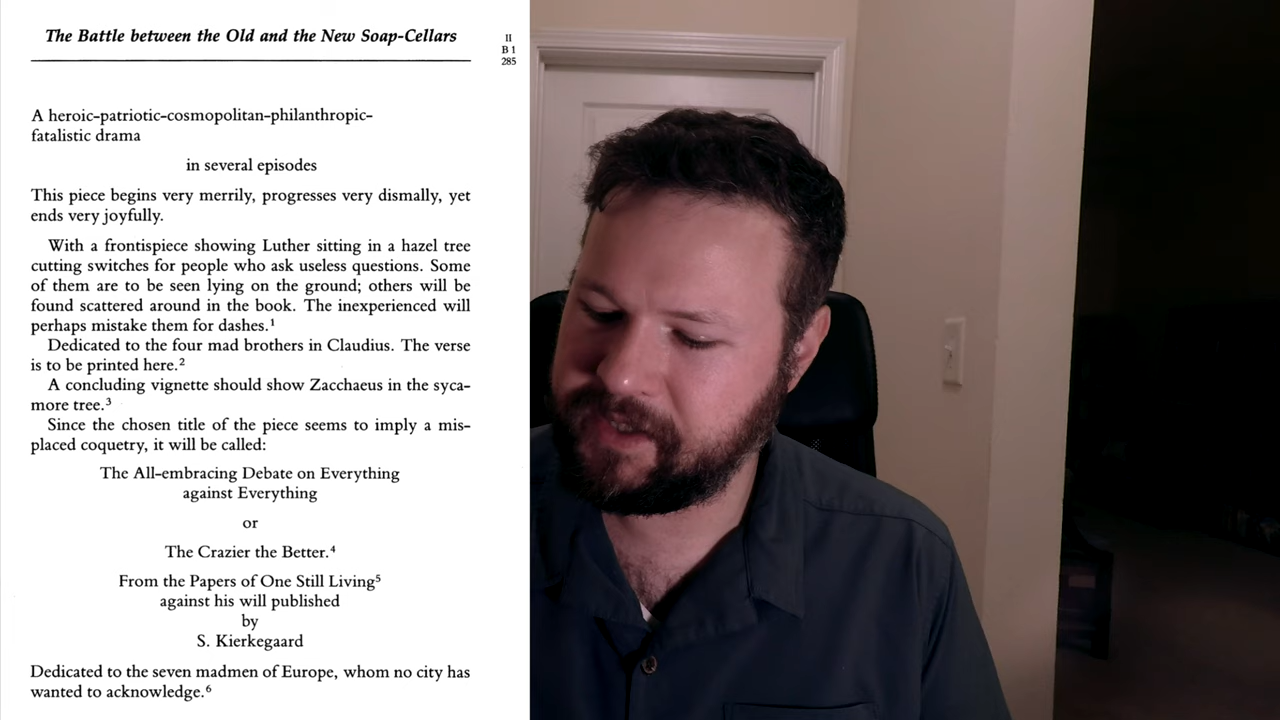 The Battle between the Old and the New Soap-Cellars
II
B 1
285
A heroic-patriotic-cosmopolitan-philanthropic-
fatalistic drama
in several episodes
This piece begins very merrily, progresses very dismally, yet
ends very joyfully.
With a frontispiece showing Luther sitting in a hazel tree
cutting switches for people who ask useless questions. Some
of them are to be seen lying on the ground; others will be
found scattered around in the book. The inexperienced will
perhaps mistake them for dashes.¹
Dedicated to the four mad brothers in Claudius. The verse
is to be printed here.²
A concluding vignette should show Zacchaeus in the syca-
more tree.³
Since the chosen title of the piece seems to imply a mis-
placed coquetry, it will be called:
The All-embracing Debate on Everything
against Everything
or
The Crazier the Better.⁴
From the Papers of One Still Living⁵
against his will published
by
S. Kierkegaard
Dedicated to the seven madmen of Europe, whom no city has
wanted to acknowledge.⁶